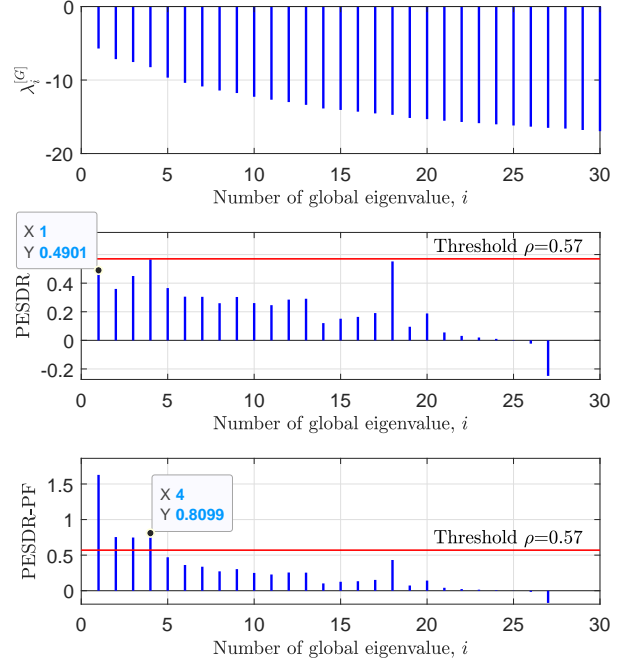 0
-10
-20
λ_i^{[G]}
0 5 10 15 20 25 30
Number of global eigenvalue, i
X 1
Y 0.4901
Threshold ρ=0.57
0.4
0.2
0
-0.2
PESDR
0 5 10 15 20 25 30
Number of global eigenvalue, i
1.5
1
0.5
0
PESDR-PF
X 4
Y 0.8099
Threshold ρ=0.57
0 5 10 15 20 25 30
Number of global eigenvalue, i